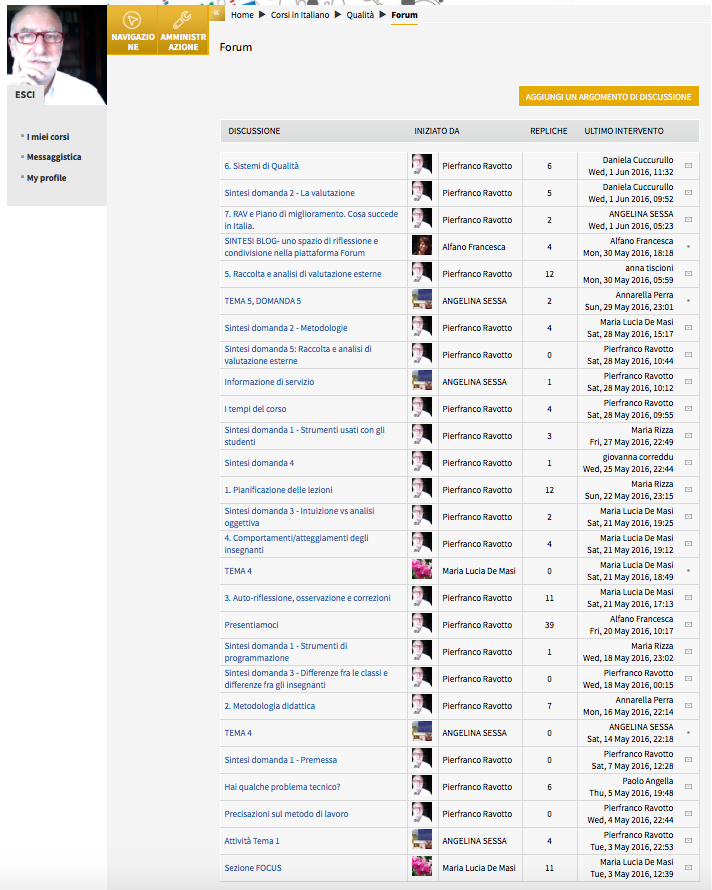 NAVIGAZIO
NE
AMMINISTR
AZIONE
«
Home ▶ Corsi in Italiano ▶ Qualità ▶ Forum
Forum
ESCI
I miei corsi
Messaggistica
My profile
AGGIUNGI UN ARGOMENTO DI DISCUSSIONE
DISCUSSIONE INIZIATO DA REPLICHE ULTIMO INTERVENTO
6. Sistemi di Qualità Pierfranco Ravotto 6 Daniela Cuccurullo
Wed, 1 Jun 2016, 11:32
Sintesi domanda 2 - La valutazione Pierfranco Ravotto 5 Daniela Cuccurullo
Wed, 1 Jun 2016, 09:52
7. RAV e Piano di miglioramento. Cosa succede
in Italia. Pierfranco Ravotto 2 ANGELINA SESSA
Wed, 1 Jun 2016, 05:23
SINTESI BLOG- uno spazio di riflessione e
condivisione nella piattaforma Forum Alfano Francesca 4 Alfano Francesca
Mon, 30 May 2016, 18:18
5. Raccolta e analisi di valutazione esterne Pierfranco Ravotto 12 anna tiscioni
Mon, 30 May 2016, 05:59
TEMA 5, DOMANDA 5 ANGELINA SESSA 2 Annarella Perra
Sun, 29 May 2016, 23:01
Sintesi domanda 2 - Metodologie Pierfranco Ravotto 4 Maria Lucia De Masi
Sat, 28 May 2016, 15:17
Sintesi domanda 5: Raccolta e analisi di
valutazione esterne Pierfranco Ravotto 0 Pierfranco Ravotto
Sat, 28 May 2016, 10:44
Informazione di servizio ANGELINA SESSA 1 Pierfranco Ravotto
Sat, 28 May 2016, 10:12
I tempi del corso Pierfranco Ravotto 4 Pierfranco Ravotto
Sat, 28 May 2016, 09:55
Sintesi domanda 1 - Strumenti usati con gli
studenti Pierfranco Ravotto 3 Maria Rizza
Fri, 27 May 2016, 22:49
Sintesi domanda 4 Pierfranco Ravotto 1 giovanna correddu
Wed, 25 May 2016, 22:44
1. Pianificazione delle lezioni Pierfranco Ravotto 12 Maria Rizza
Sun, 22 May 2016, 23:15
Sintesi domanda 3 - Intuizione vs analisi
oggettiva Pierfranco Ravotto 2 Maria Lucia De Masi
Sat, 21 May 2016, 19:25
4. Comportamenti/atteggiamenti degli
insegnanti Pierfranco Ravotto 4 Maria Lucia De Masi
Sat, 21 May 2016, 19:12
TEMA 4 Maria Lucia De Masi 0 Maria Lucia De Masi
Sat, 21 May 2016, 18:49
3. Auto-riflessione, osservazione e correzioni Pierfranco Ravotto 11 Maria Lucia De Masi
Sat, 21 May 2016, 17:13
Presentiamoci Pierfranco Ravotto 39 Alfano Francesca
Fri, 20 May 2016, 10:17
Sintesi domanda 1 - Strumenti di
programmazione Pierfranco Ravotto 1 Maria Rizza
Wed, 18 May 2016, 23:02
Sintesi domanda 3 - Differenze fra le classi e
differenze fra gli insegnanti Pierfranco Ravotto 0 Pierfranco Ravotto
Wed, 18 May 2016, 00:15
2. Metodologia didattica Pierfranco Ravotto 7 Annarella Perra
Mon, 16 May 2016, 22:14
TEMA 4 ANGELINA SESSA 0 ANGELINA SESSA
Sat, 14 May 2016, 22:18
Sintesi domanda 1 - Premessa Pierfranco Ravotto 0 Pierfranco Ravotto
Sat, 7 May 2016, 12:28
Hai qualche problema tecnico? Pierfranco Ravotto 6 Paolo Angella
Thu, 5 May 2016, 19:48
Precisazioni sul metodo di lavoro Pierfranco Ravotto 0 Pierfranco Ravotto
Wed, 4 May 2016, 22:44
Attività Tema 1 ANGELINA SESSA 4 Pierfranco Ravotto
Tue, 3 May 2016, 22:53
Sezione FOCUS Maria Lucia De Masi 11 Maria Lucia De Masi
Tue, 3 May 2016, 12:39